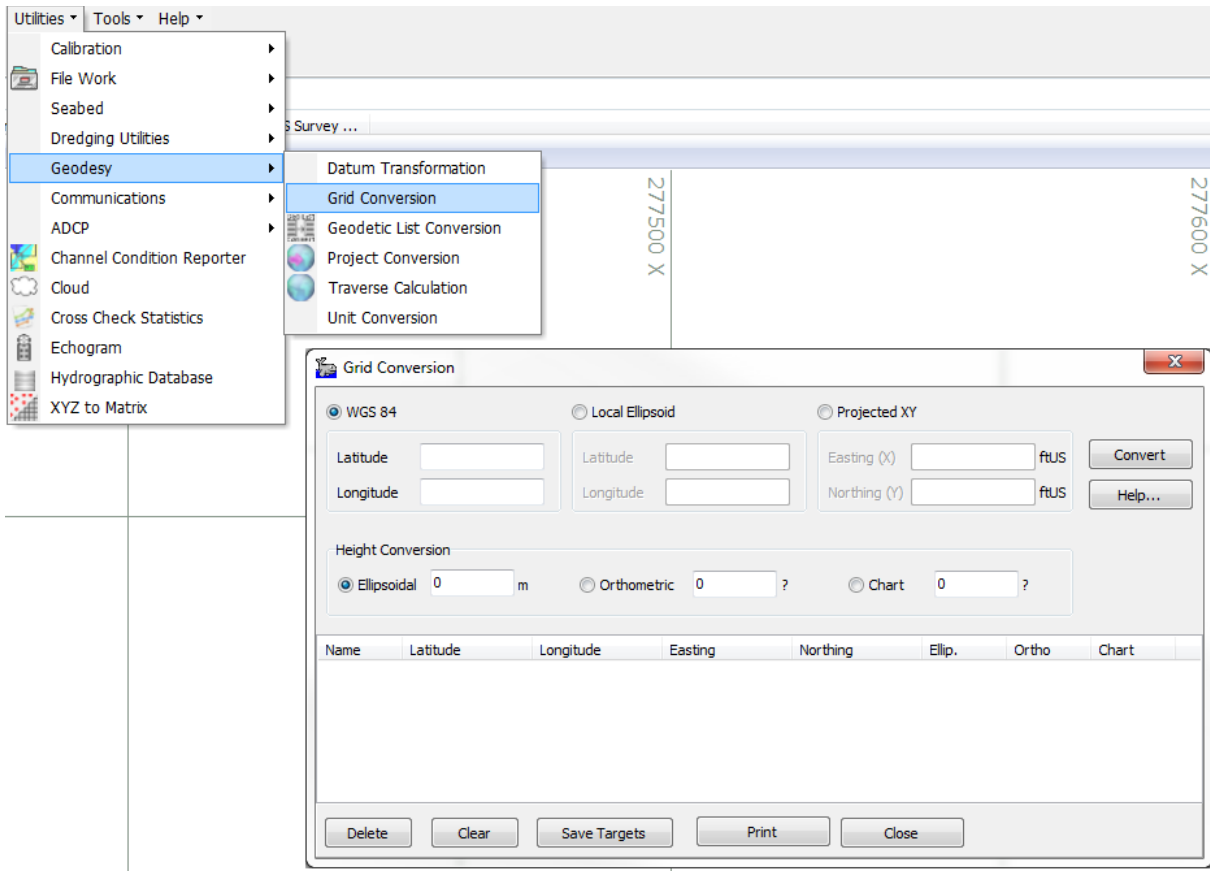 Utilities Tools Help
Calibration
File Work
Seabed
S Survey ...
Dredging Utilities
Geodesy
Communications
ADCP
Channel Condition Reporter
Cloud
Cross Check Statistics
Echogram
Hydrographic Database
XYZ to Matrix
Datum Transformation
Grid Conversion
Geodetic List Conversion
Project Conversion
Traverse Calculation
Unit Conversion
277500 X
277600 X
Grid Conversion
WGS 84 Local Ellipsoid Projected XY
Latitude Latitude Easting (X) ftUS Convert
Longitude Longitude Northing (Y) ftUS Help...
Height Conversion
Ellipsoidal 0 m Orthometric 0 ? Chart 0 ?
Name Latitude Longitude Easting Northing Ellip. Ortho Chart
Delete Clear Save Targets Print Close